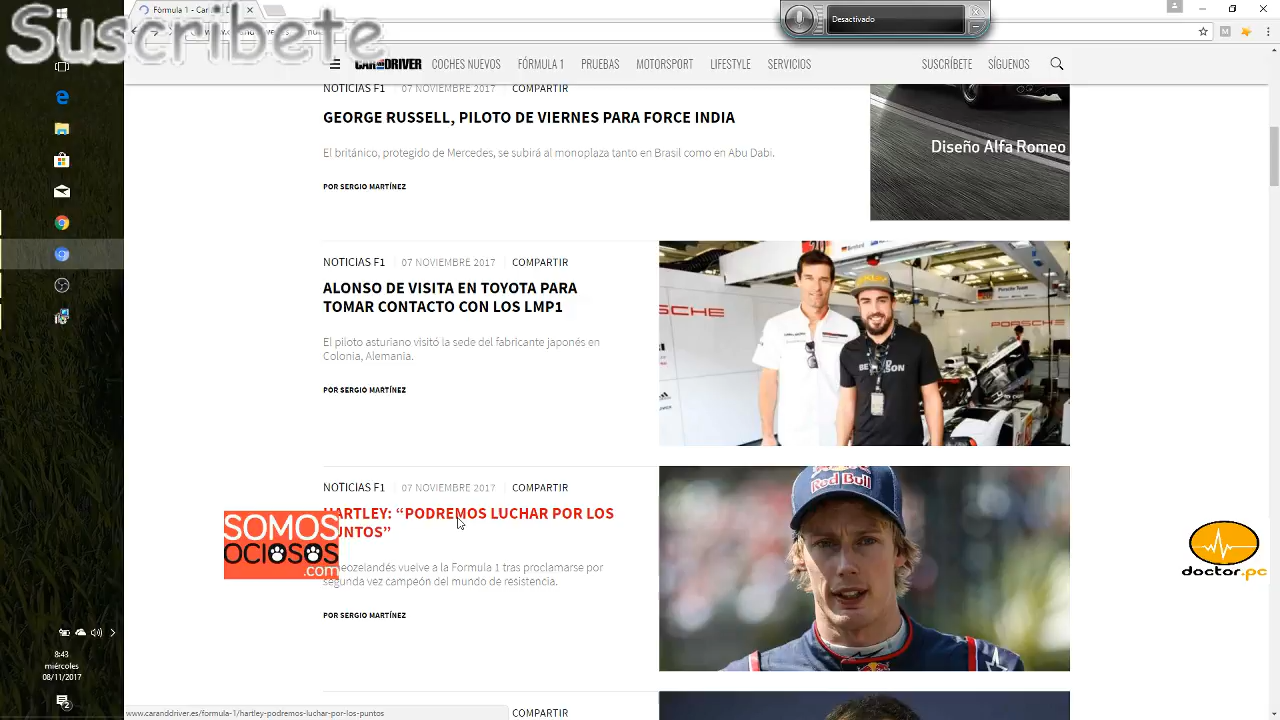 Fórmula 1 - Car and D
Suscribete
Desactivado
CAR and DRIVER
COCHES NUEVOS
FÓRMULA 1
PRUEBAS
MOTORSPORT
LIFESTYLE
SERVICIOS
SUSCRÍBETE
SÍGUENOS
NOTICIAS F1
07 NOVIEMBRE 2017
COMPARTIR
GEORGE RUSSELL, PILOTO DE VIERNES PARA FORCE INDIA
El británico, protegido de Mercedes, se subirá al monoplaza tanto en Brasil como en Abu Dabi.
POR SERGIO MARTÍNEZ
Diseño Alfa Romeo
NOTICIAS F1
07 NOVIEMBRE 2017
COMPARTIR
ALONSO DE VISITA EN TOYOTA PARA
TOMAR CONTACTO CON LOS LMP1
El piloto asturiano visitó la sede del fabricante japonés en
Colonia, Alemania.
POR SERGIO MARTÍNEZ
PORSCHE
NOTICIAS F1
07 NOVIEMBRE 2017
COMPARTIR
HARTLEY: “PODREMOS LUCHAR POR LOS
PUNTOS”
neozelandés vuelve a la Formula 1 tras proclamarse por
segunda vez campeón del mundo de resistencia.
POR SERGIO MARTÍNEZ
Red Bull
SOMOS
OCIOSOS
.com
doctor.pc
8:43
miércoles
08/11/2017
2
www.caranddriver.es/formula-1/hartley-podremos-luchar-por-los-puntos
COMPARTIR